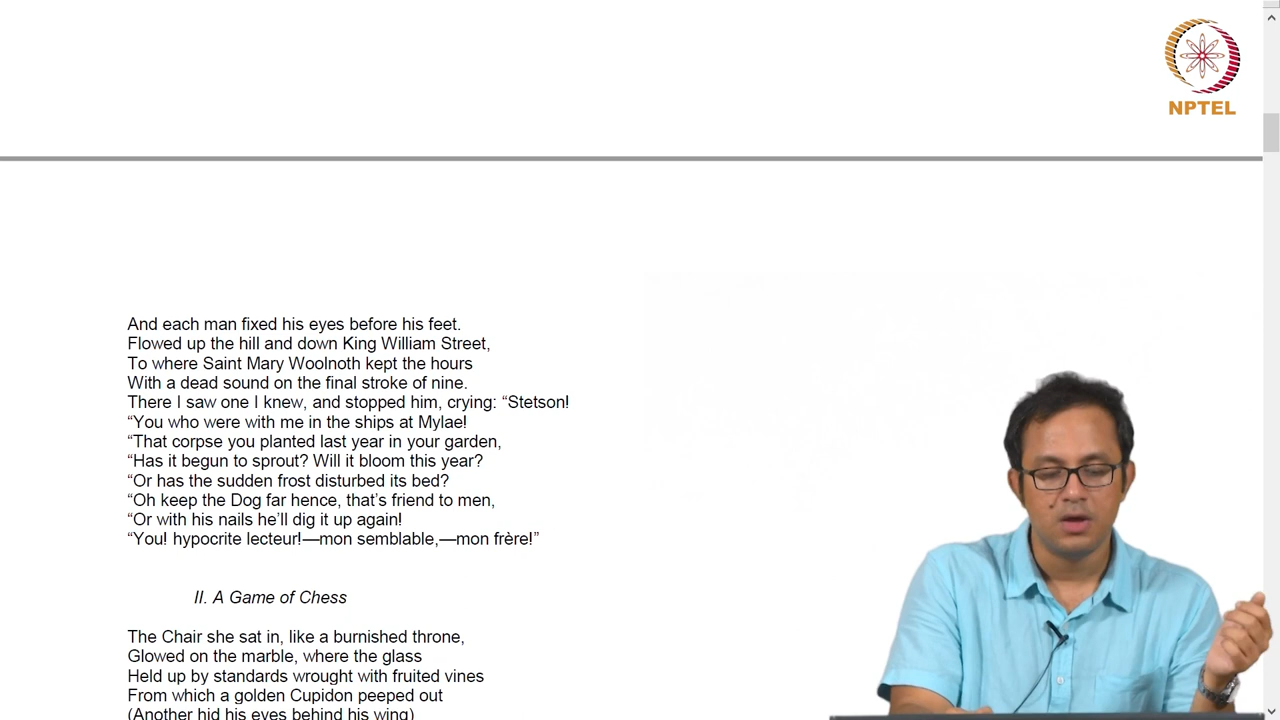 NPTEL
And each man fixed his eyes before his feet.
Flowed up the hill and down King William Street,
To where Saint Mary Woolnoth kept the hours
With a dead sound on the final stroke of nine.
There I saw one I knew, and stopped him, crying: “Stetson!
“You who were with me in the ships at Mylae!
“That corpse you planted last year in your garden,
“Has it begun to sprout? Will it bloom this year?
“Or has the sudden frost disturbed its bed?
“Oh keep the Dog far hence, that’s friend to men,
“Or with his nails he’ll dig it up again!
“You! hypocrite lecteur!—mon semblable,—mon frère!”
II. A Game of Chess
The Chair she sat in, like a burnished throne,
Glowed on the marble, where the glass
Held up by standards wrought with fruited vines
From which a golden Cupidon peeped out
(Another hid his eyes behind his wing)